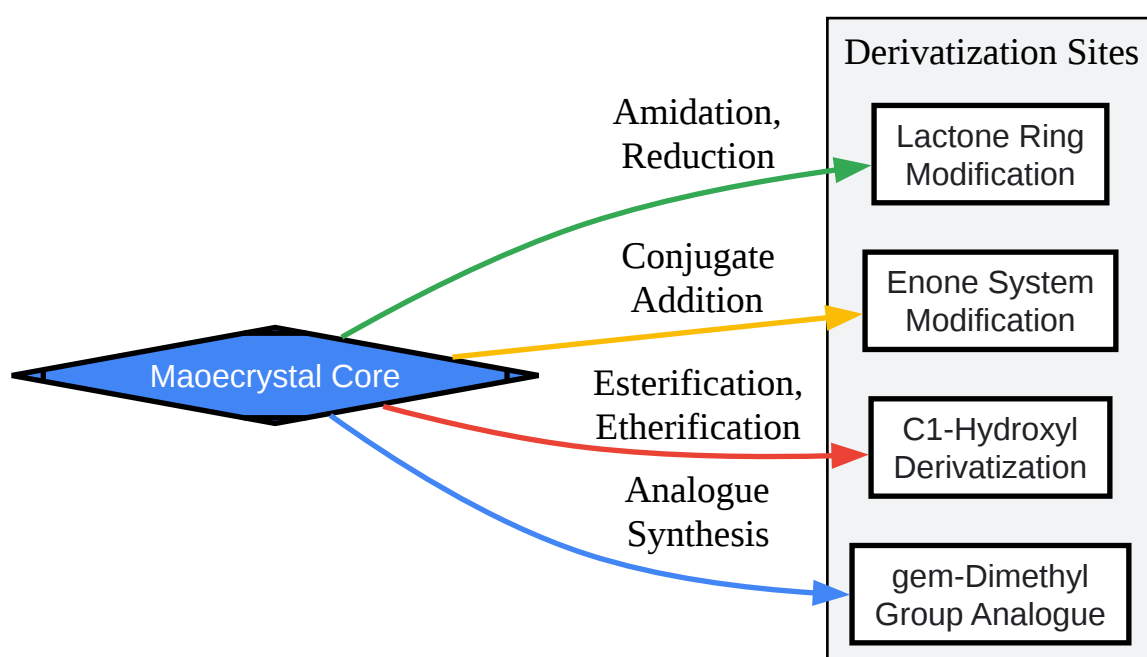 Derivatization Sites
Amidation,
Reduction
Lactone Ring
Modification
Conjugate
Addition
Enone System
Modification
Maoecrystal Core
Esterification,
Etherification
C1-Hydroxyl
Derivatization
Analogue
Synthesis
gem-Dimethyl
Group Analogue